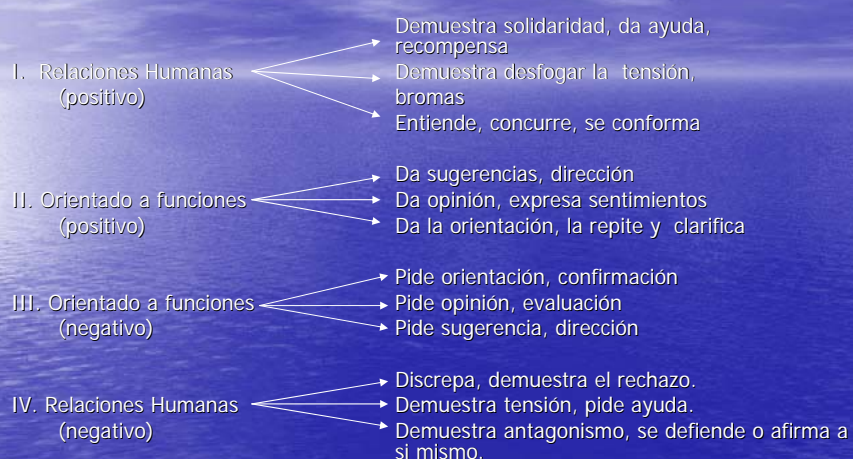 Demuestra solidaridad, da ayuda,
recompensa
I. Relaciones Humanas
(positivo)
Demuestra desfogar la tensión,
bromas
Entiende, concurre, se conforma
II. Orientado a funciones
(positivo)
Da sugerencias, dirección
Da opinión, expresa sentimientos
Da la orientación, la repite y clarifica
III. Orientado a funciones
(negativo)
Pide orientación, confirmación
Pide opinión, evaluación
Pide sugerencia, dirección
IV. Relaciones Humanas
(negativo)
Discrepa, demuestra el rechazo.
Demuestra tensión, pide ayuda.
Demuestra antagonismo, se defiende o afirma a
si mismo.